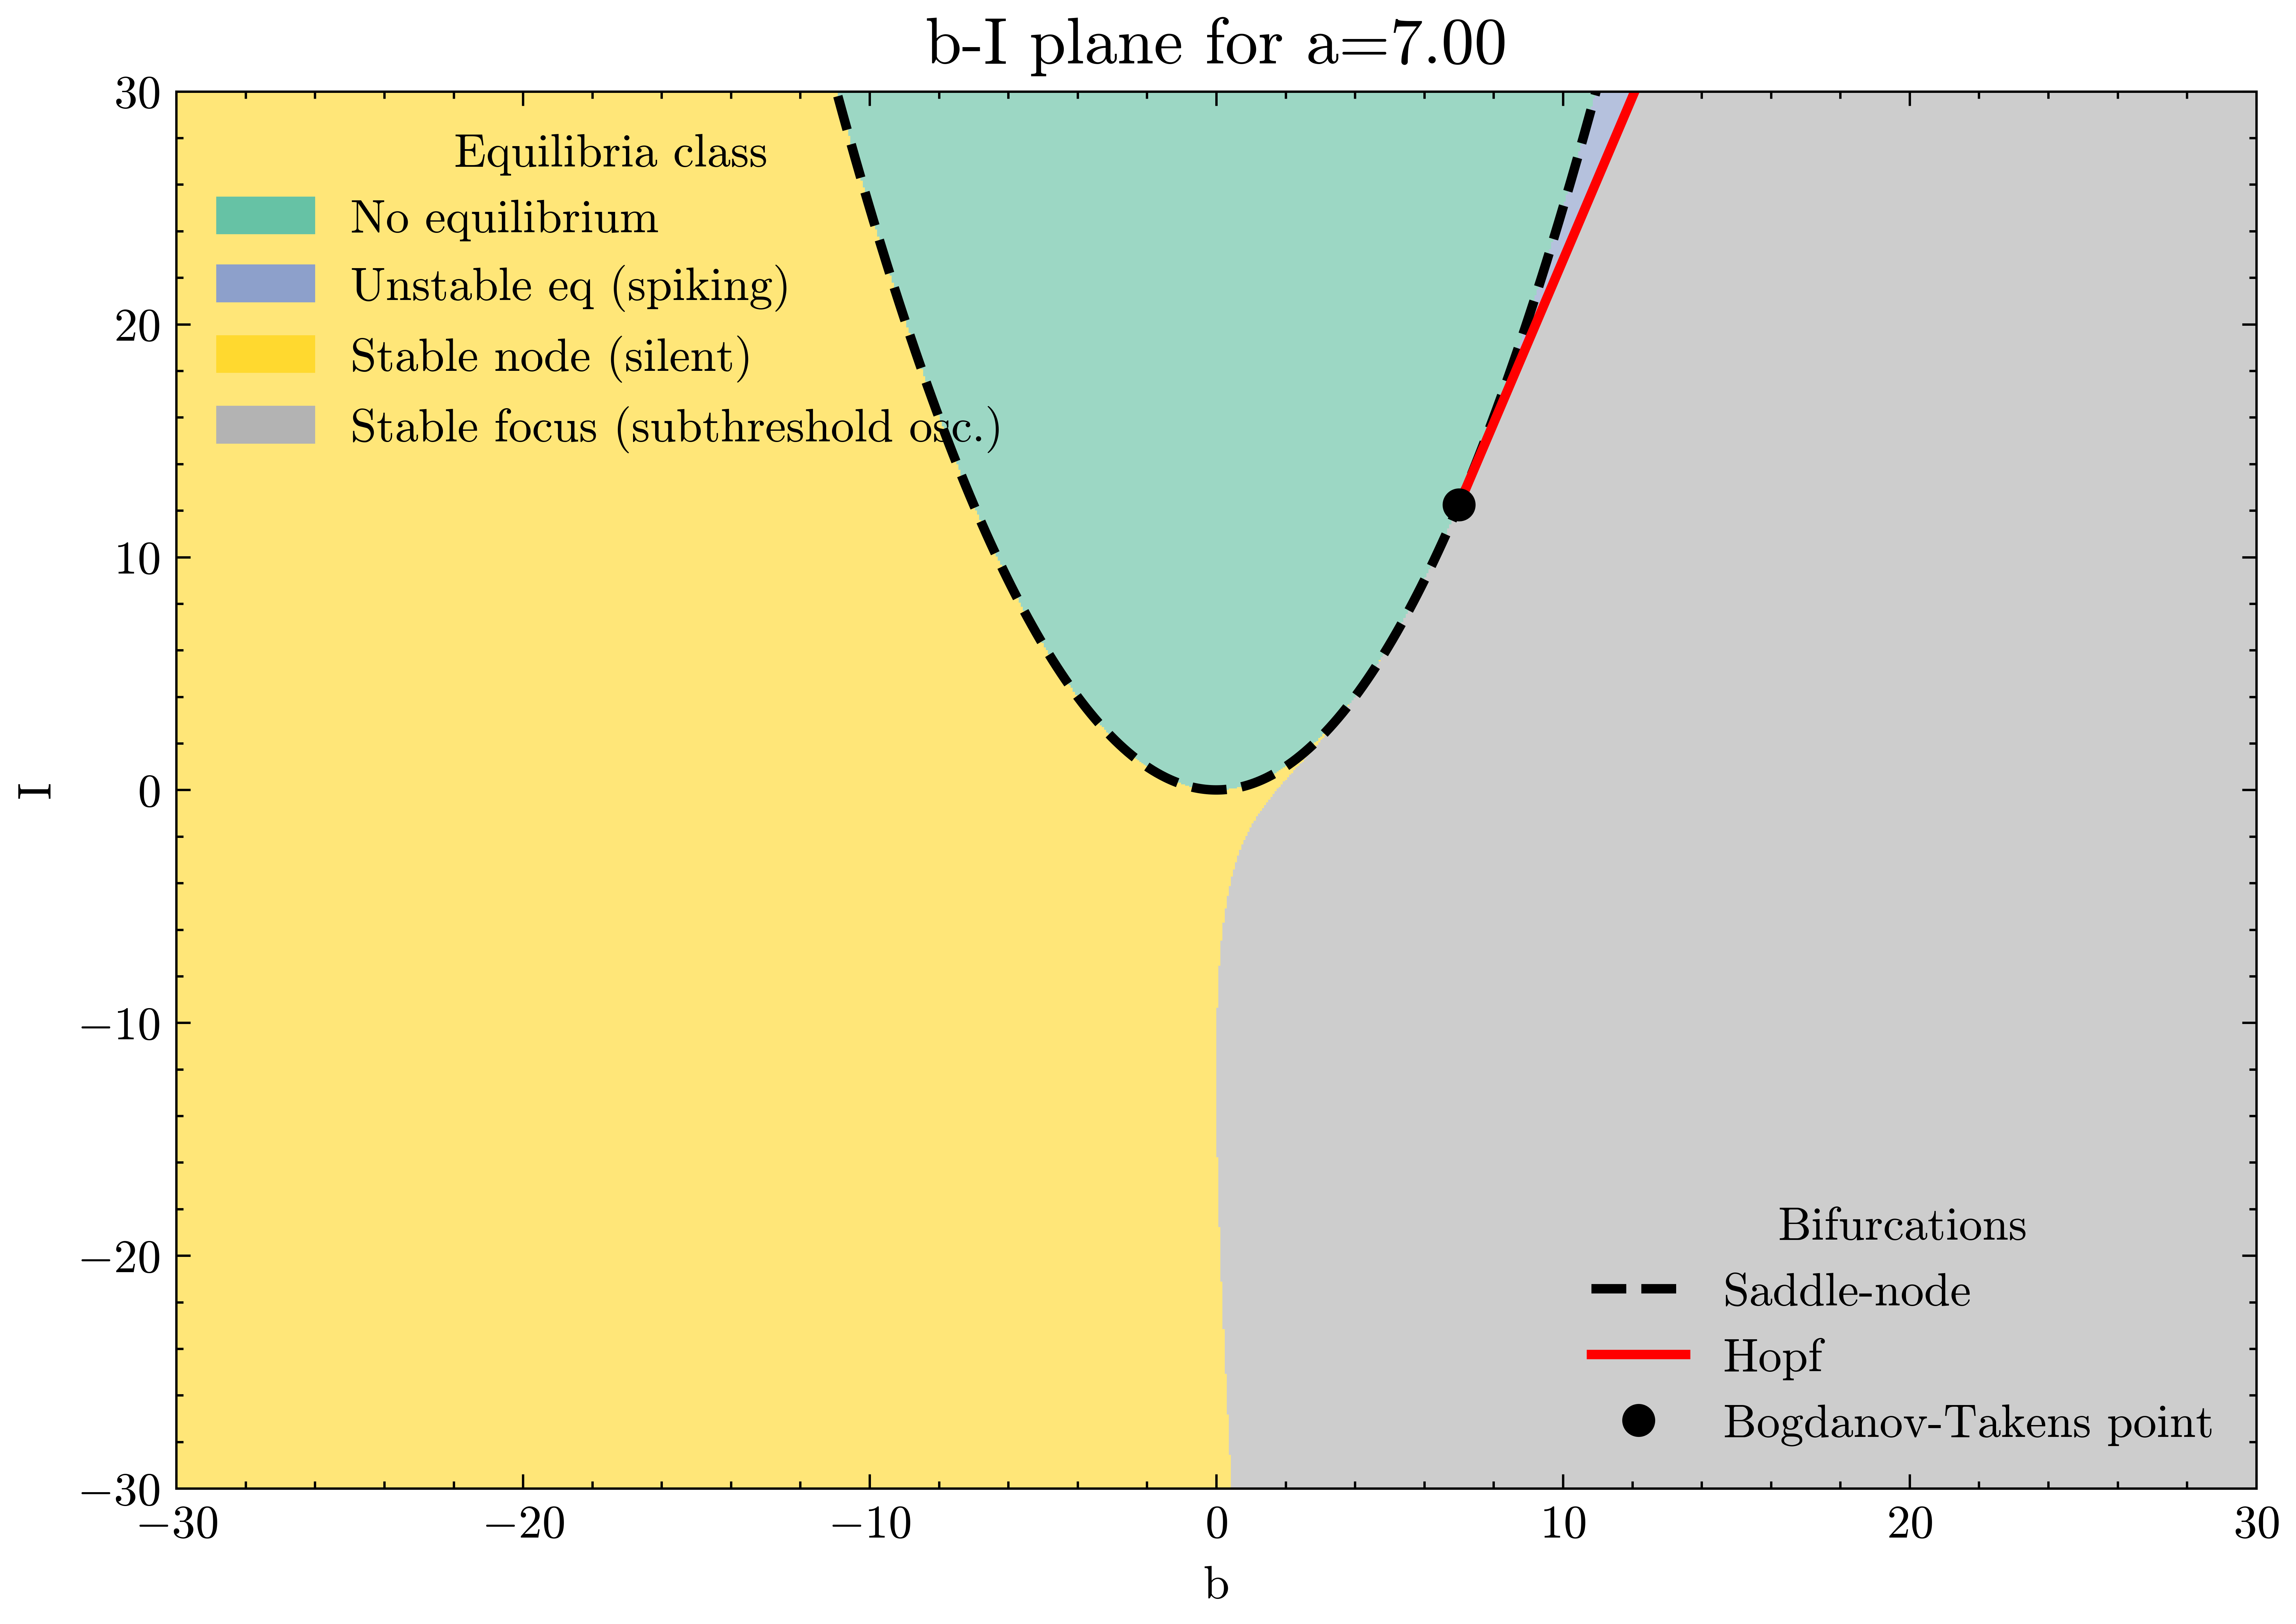 b-I plane for a=7.00
30
20
10
0
−10
−20
−30
I
Equilibria class
No equilibrium
Unstable eq (spiking)
Stable node (silent)
Stable focus (subthreshold osc.)
Bifurcations
Saddle-node
Hopf
Bogdanov-Takens point
−30 −20 −10 0 10 20 30
b